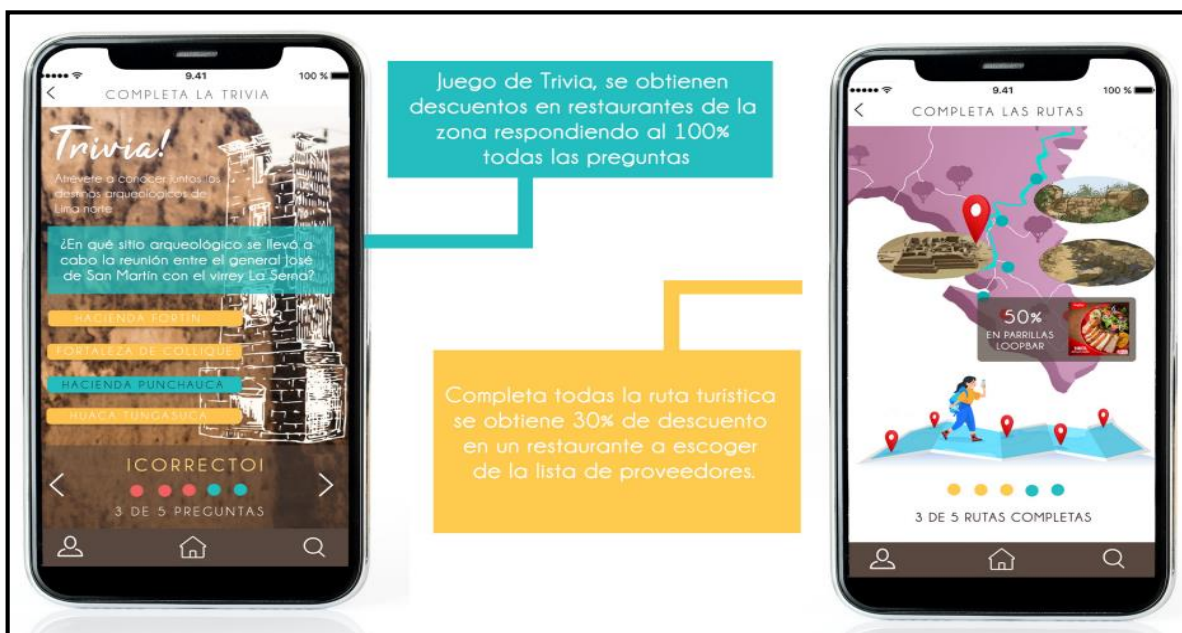 9.41
100 %
COMPLETA LA TRIVIA
Trivia!
Atrévete a conocer juntos los
destinos arqueológicos de
Lima norte
¿En qué sitio arqueológico se llevó a
cabo la reunión entre el general José
de San Martín con el virrey La Serna?
HACIENDA FORTÍN
FORTALEZA DE COLLIQUE
HACIENDA PUNCHAUCA
HUACA TUNGASUCA
¡CORRECTO!
3 DE 5 PREGUNTAS
Juego de Trivia, se obtienen
descuentos en restaurantes de la
zona respondiendo al 100%
todas las preguntas
Completa todas la ruta turística
se obtiene 30% de descuento
en un restaurante a escoger
de la lista de proveedores.
9.41
100 %
COMPLETA LAS RUTAS
50%
EN PARRILLAS
LOOPBAR
3 DE 5 RUTAS COMPLETAS